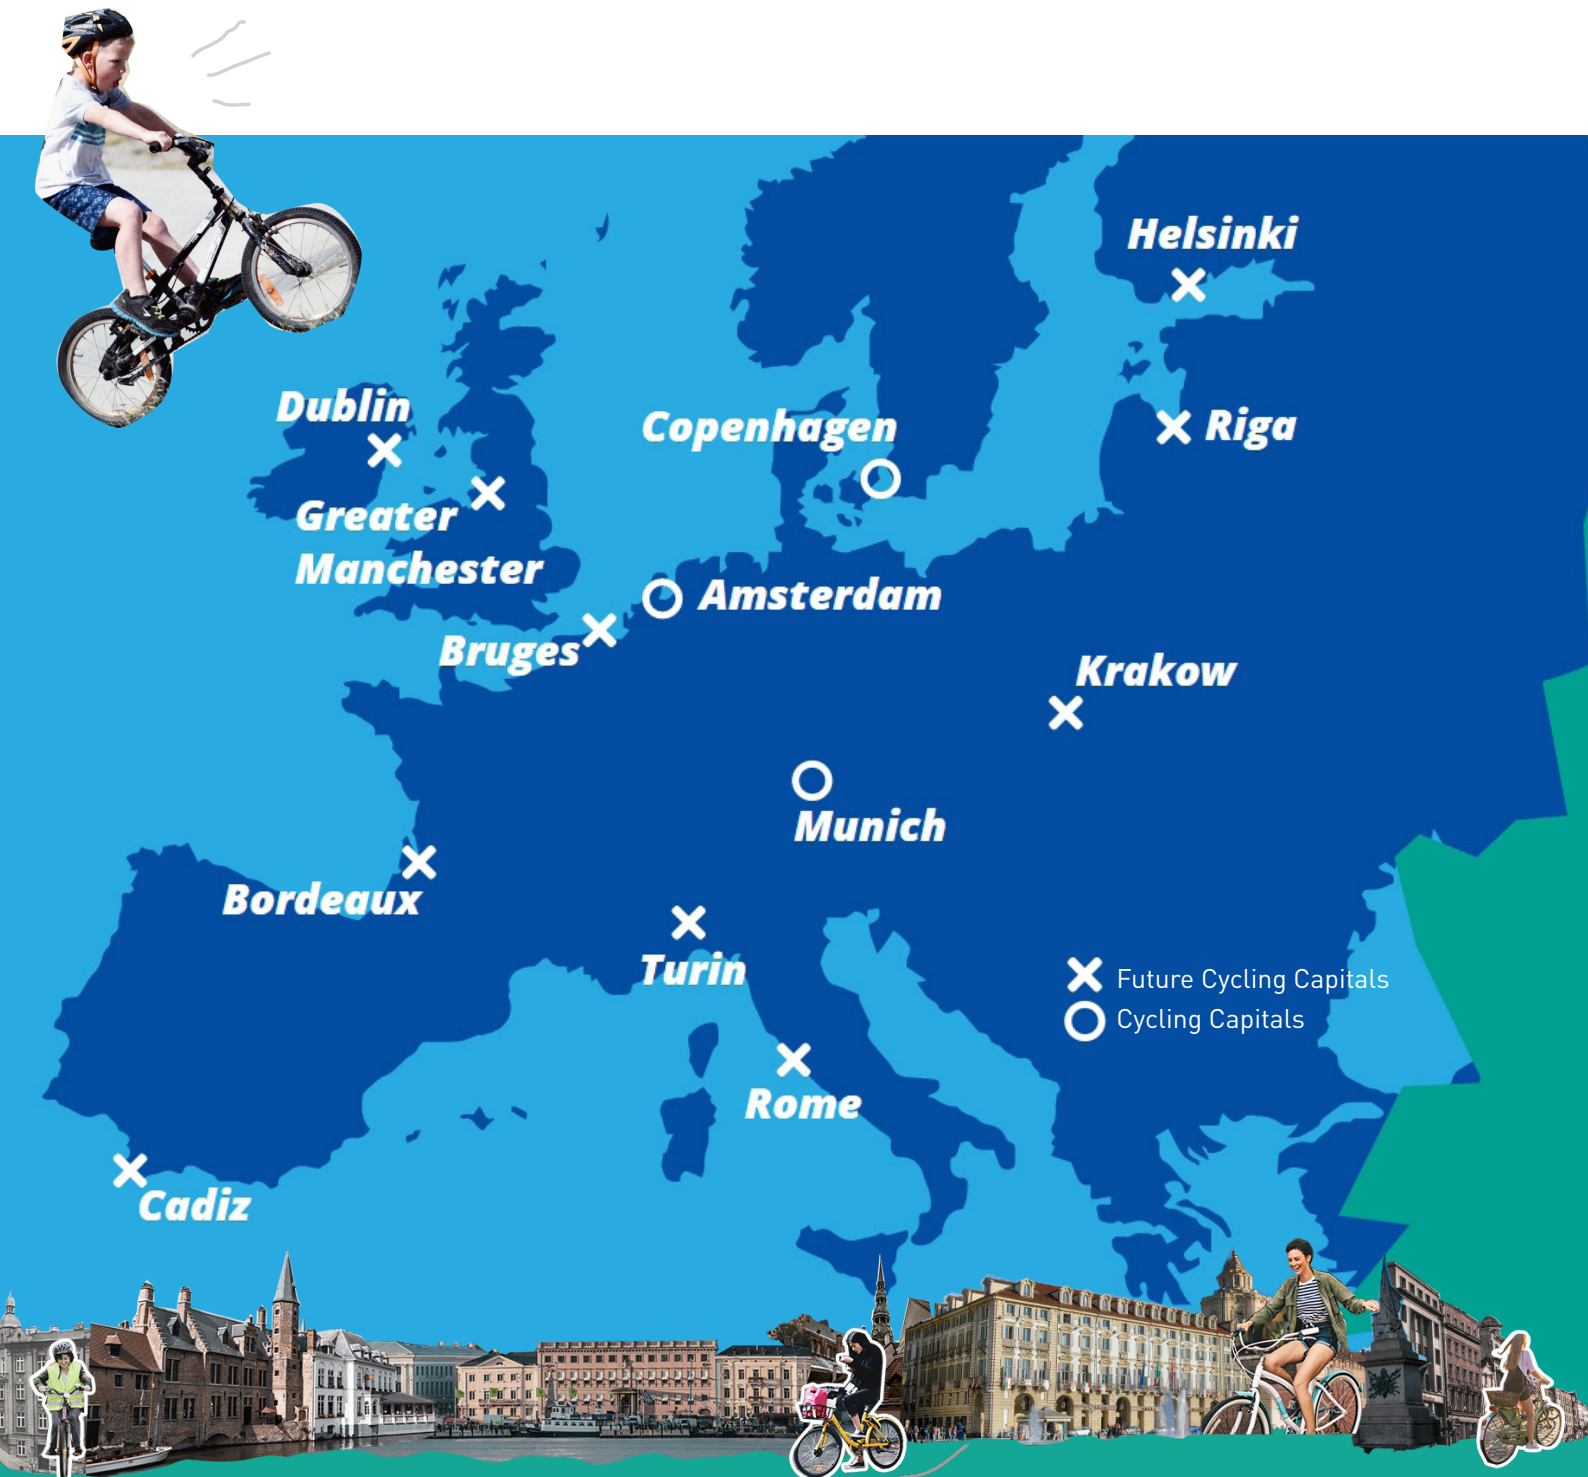 Helsinki
Dublin
Copenhagen
Riga
Greater
Manchester
Amsterdam
Bruges
Krakow
Munich
Bordeaux
Turin
Future Cycling Capitals
Cycling Capitals
Rome
Cadiz